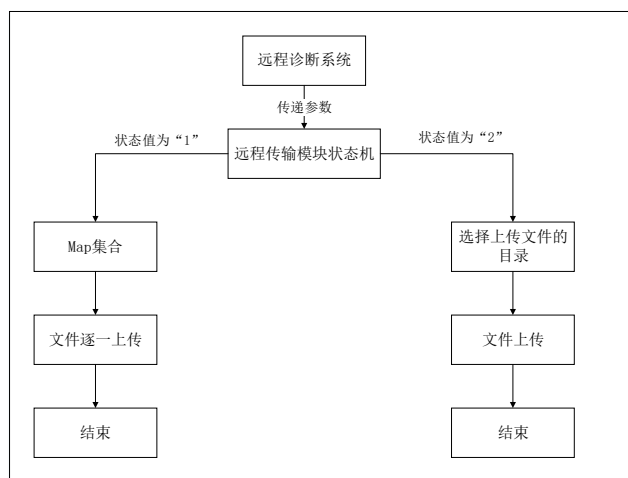 远程诊断系统
传递参数
状态值为“1”
远程传输模块状态机
状态值为“2”
Map集合
选择上传文件的
目录
文件逐一上传
文件上传
结束
结束